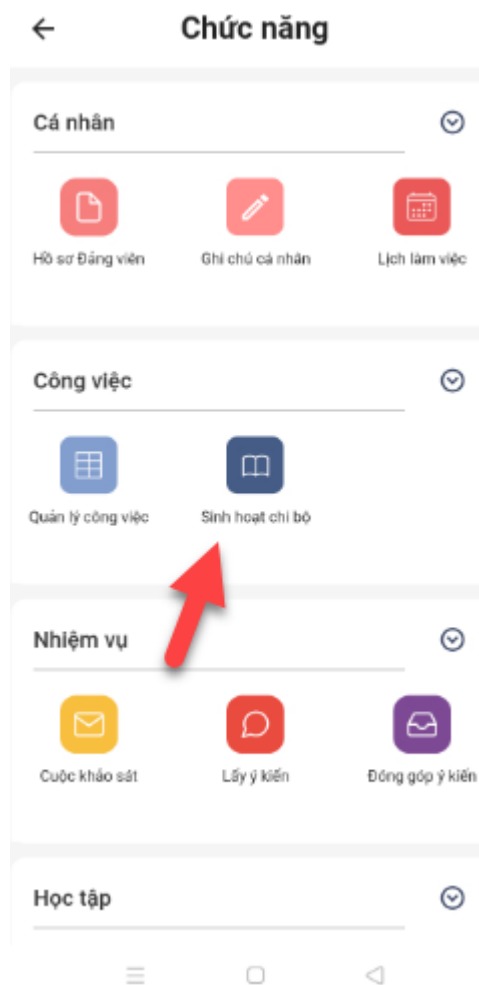 Chức năng
Cá nhân
Hồ sơ Đảng viên
Ghi chú cá nhân
Lịch làm việc
Công việc
Quản lý công việc
Sinh hoạt chi bộ
Nhiệm vụ
Cuộc khảo sát
Lấy ý kiến
Đóng góp ý kiến
Học tập